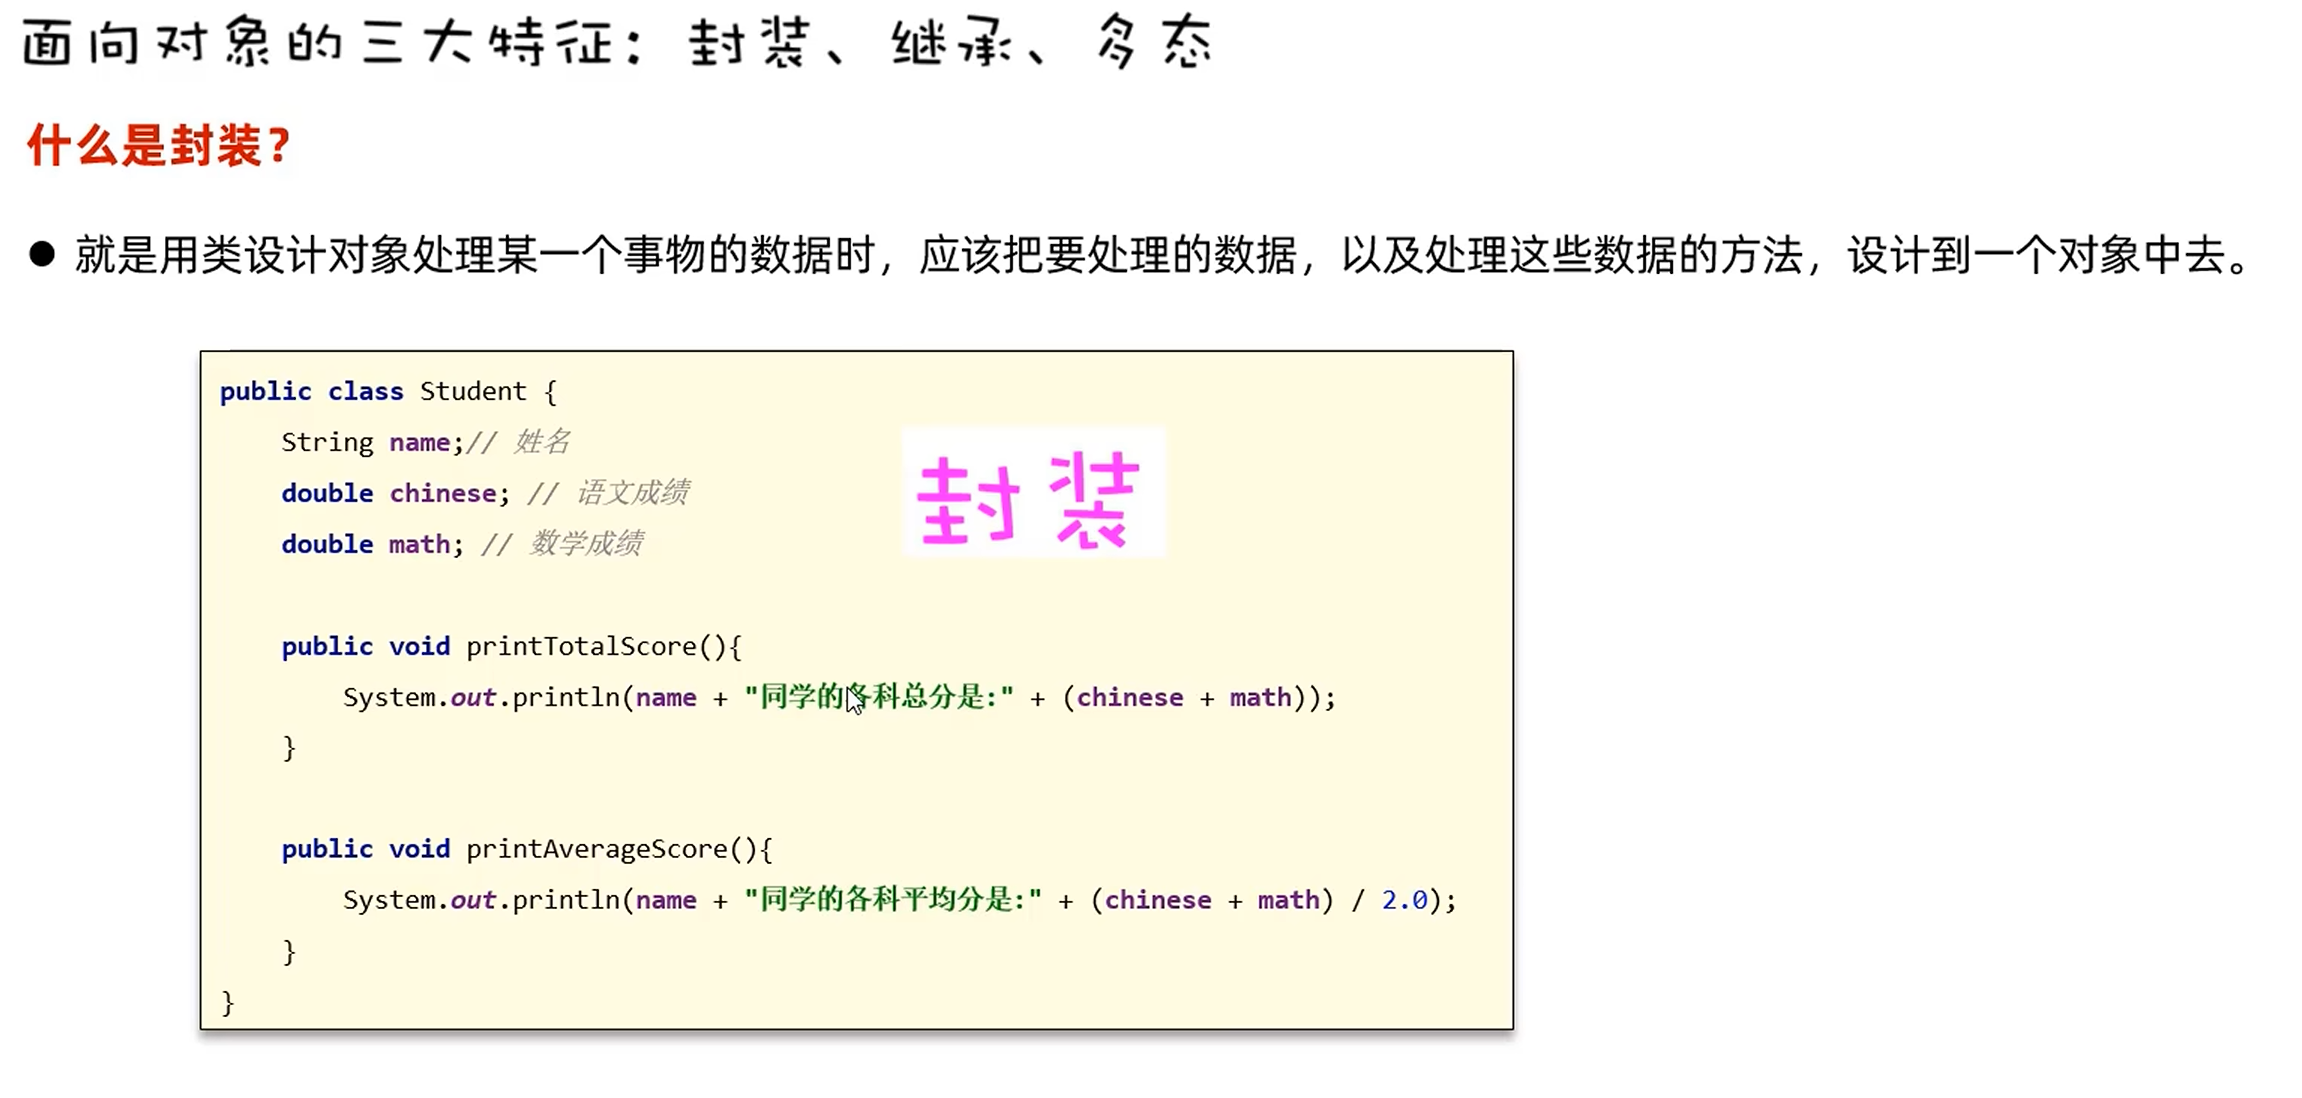 面向对象的三大特征：封装、继承、多态
什么是封装？
● 就是用类设计对象处理某一个事物的数据时，应该把要处理的数据，以及处理这些数据的方法，设计到一个对象中去。
public class Student {
    String name;// 姓名
    double chinese; // 语文成绩
    double math; // 数学成绩
封装
    public void printTotalScore(){
        System.out.println(name + "同学的各科总分是:" + (chinese + math));
    }
    public void printAverageScore(){
        System.out.println(name + "同学的各科平均分是:" + (chinese + math) / 2.0);
    }
}